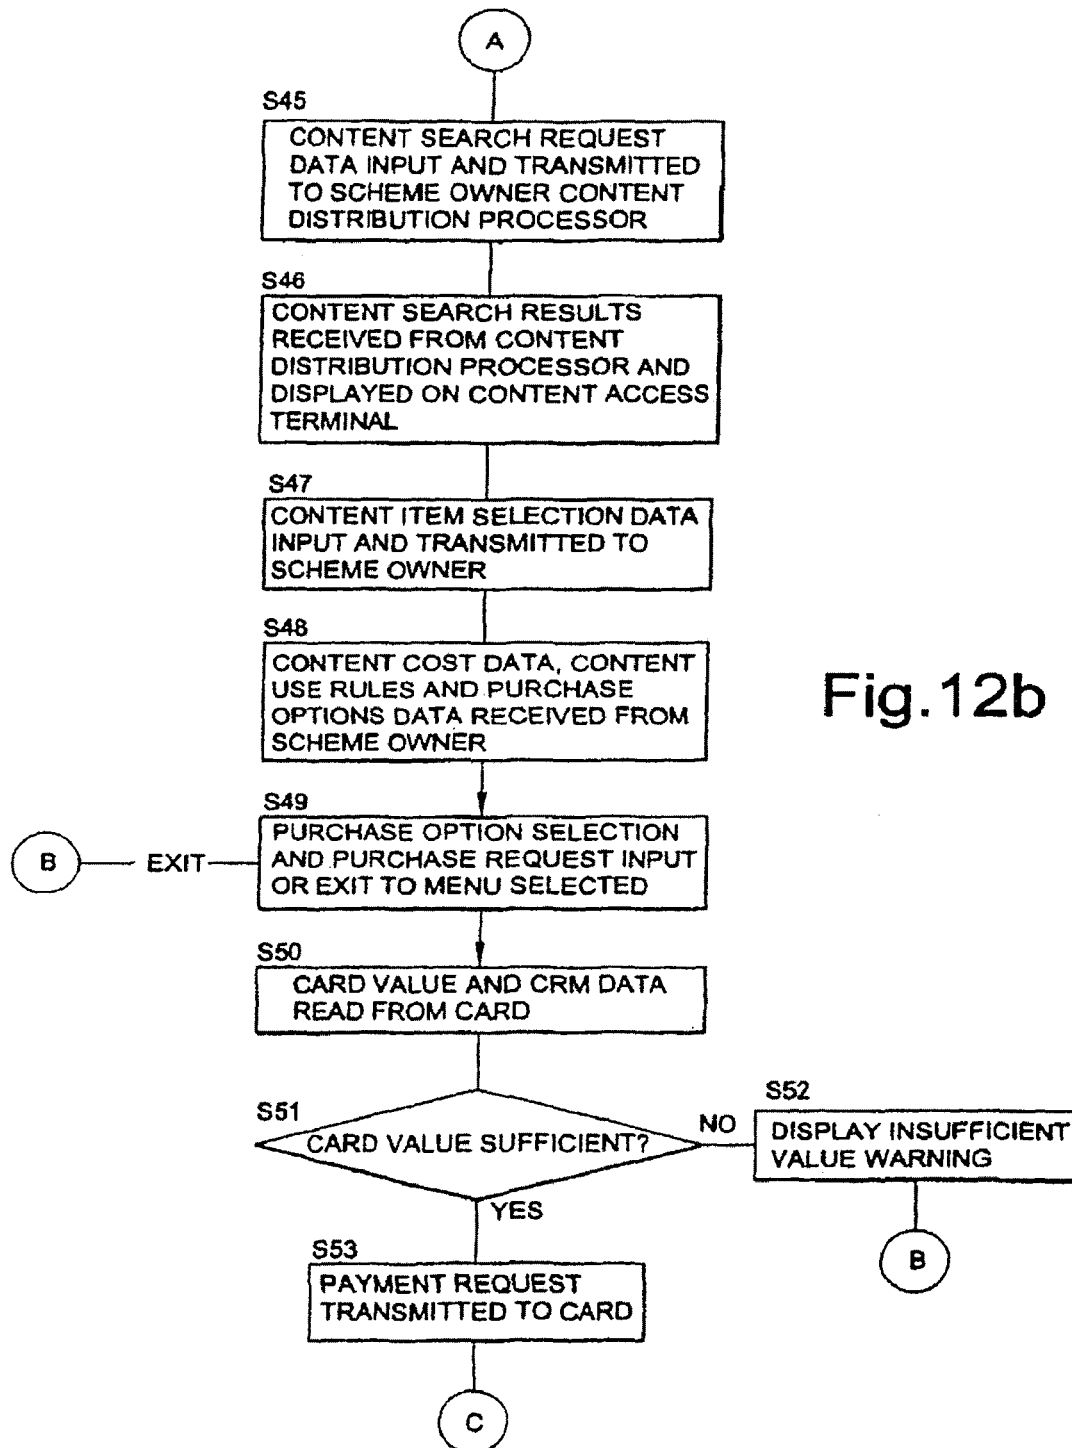 A
S45
CONTENT SEARCH REQUEST
DATA INPUT AND TRANSMITTED
TO SCHEME OWNER CONTENT
DISTRIBUTION PROCESSOR
S46
CONTENT SEARCH RESULTS
RECEIVED FROM CONTENT
DISTRIBUTION PROCESSOR AND
DISPLAYED ON CONTENT ACCESS
TERMINAL
S47
CONTENT ITEM SELECTION DATA
INPUT AND TRANSMITTED TO
SCHEME OWNER
S48
CONTENT COST DATA, CONTENT
USE RULES AND PURCHASE
OPTIONS DATA RECEIVED FROM
SCHEME OWNER
Fig.12b
S49
PURCHASE OPTION SELECTION
AND PURCHASE REQUEST INPUT
OR EXIT TO MENU SELECTED
B
EXIT
S50
CARD VALUE AND CRM DATA
READ FROM CARD
S51
CARD VALUE SUFFICIENT?
NO
S52
DISPLAY INSUFFICIENT
VALUE WARNING
B
YES
S53
PAYMENT REQUEST
TRANSMITTED TO CARD
C